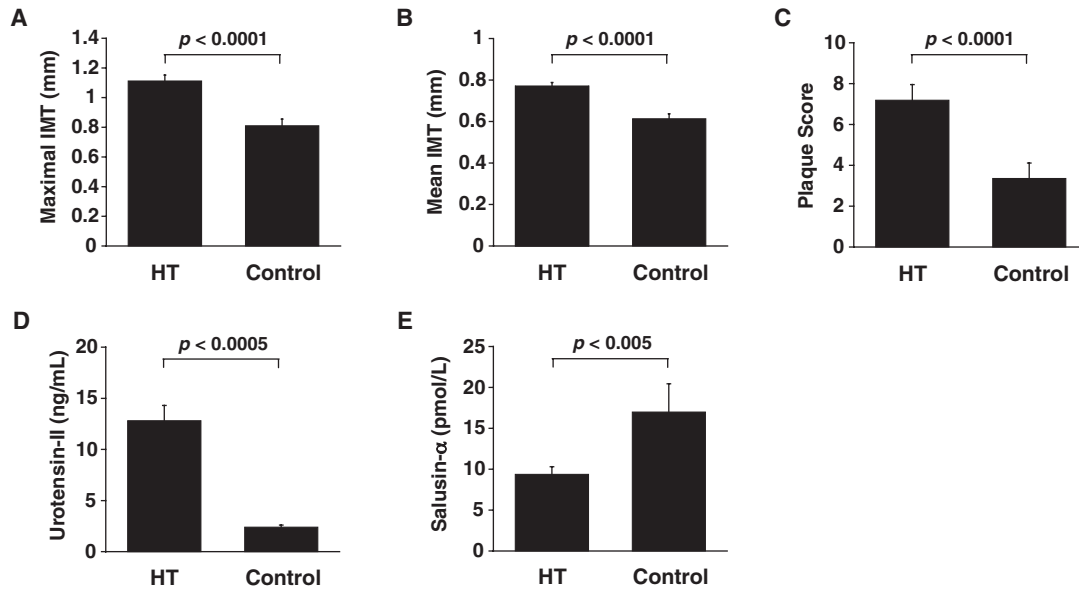 A
Maximal IMT (mm)
1.4
1.2
1
0.8
0.6
0.4
0.2
0
p < 0.0001
HT
Control
B
Mean IMT (mm)
1
0.8
0.6
0.4
0.2
0
p < 0.0001
HT
Control
C
Plaque Score
10
8
6
4
2
0
p < 0.0001
HT
Control
D
Urotensin-II (ng/mL)
20
15
10
5
0
p < 0.0005
HT
Control
E
Salusin-α (pmol/L)
25
20
15
10
5
0
p < 0.005
HT
Control